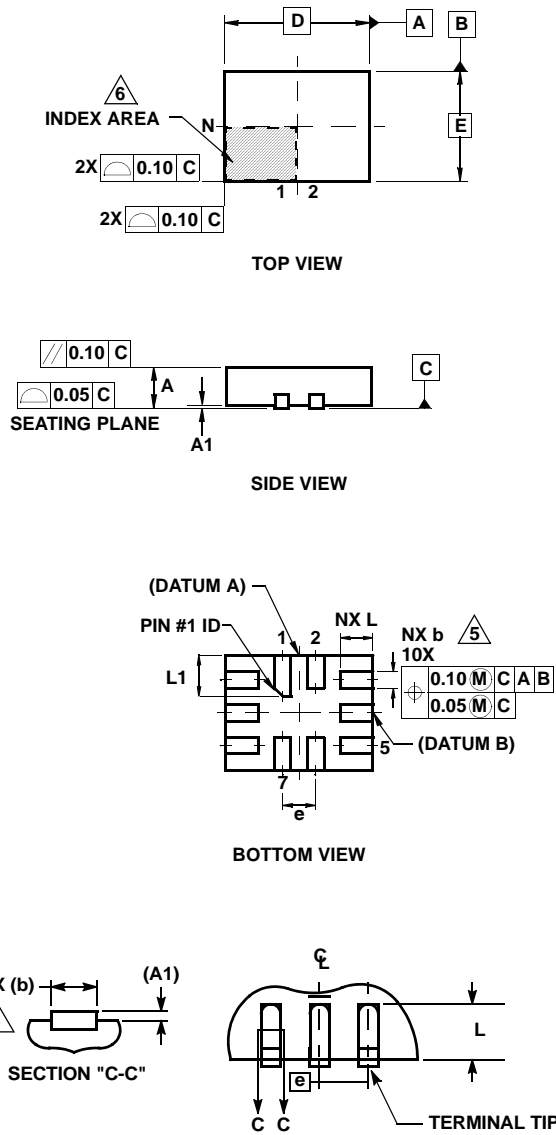 D
A
B
6
INDEX AREA
N
E
2X 0.10 C
1 2
2X 0.10 C
TOP VIEW
// 0.10 C
A
C
0.05 C
SEATING PLANE
A1
SIDE VIEW
(DATUM A)
PIN #1 ID
1 2
NX L
NX b 5
10X
L1
0.10 M C A B
0.05 M C
5
(DATUM B)
7
e
BOTTOM VIEW
X (b)
(A1)
SECTION "C-C"
CL
L
e
C C
TERMINAL TIP